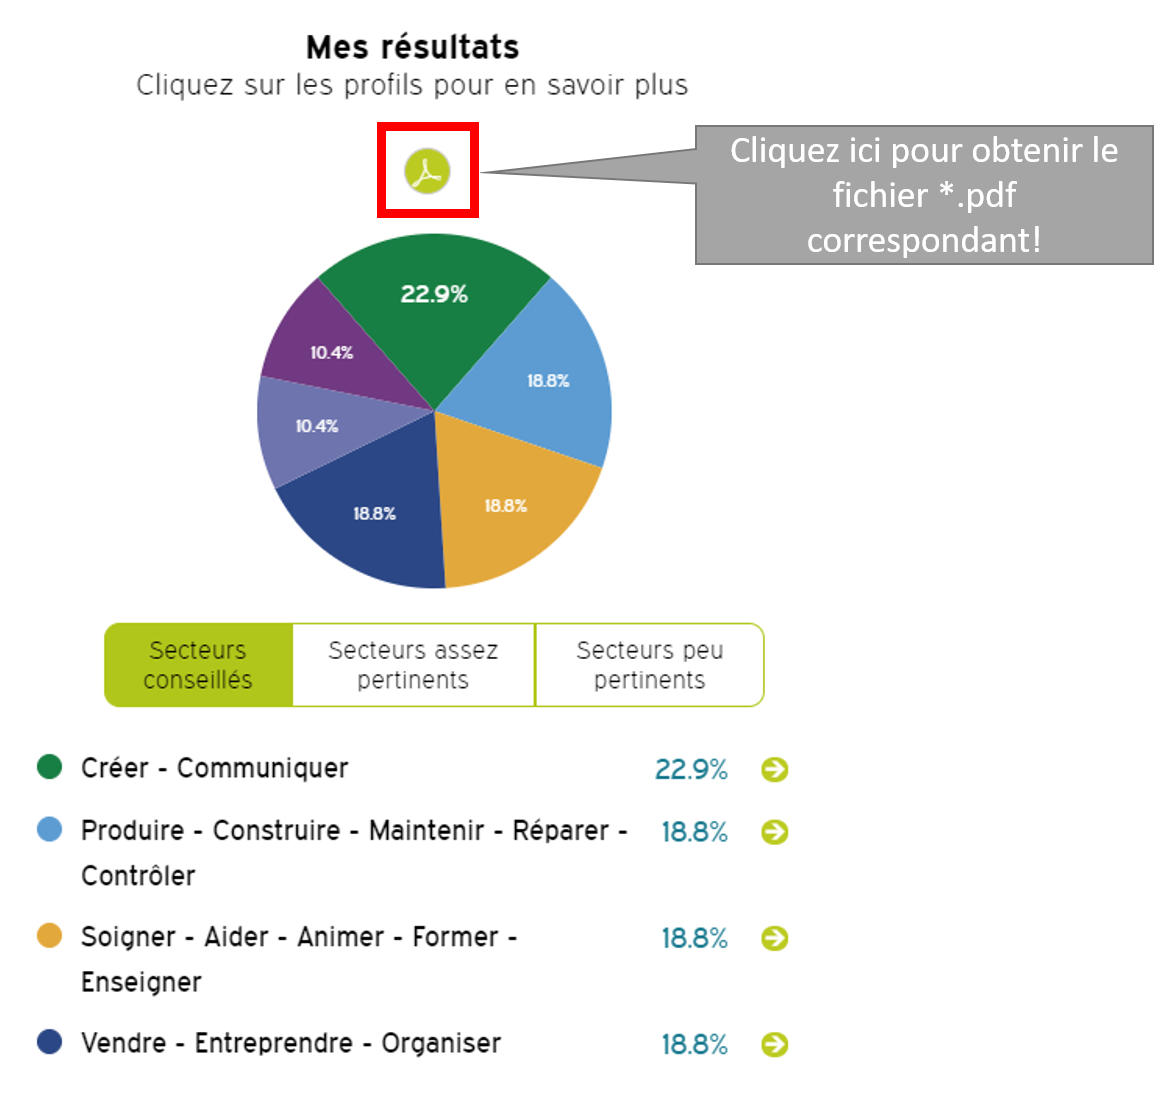 Mes résultats
Cliquez sur les profils pour en savoir plus
Cliquez ici pour obtenir le
fichier *.pdf
correspondant!
22.9%
10.4%
18.8%
10.4%
18.8%
18.8%
Secteurs
conseillés
Secteurs assez
pertinents
Secteurs peu
pertinents
Créer - Communiquer 22.9%
Produire - Construire - Maintenir - Réparer - 18.8%
Contrôler
Soigner - Aider - Animer - Former - 18.8%
Enseigner
Vendre - Entreprendre - Organiser 18.8%